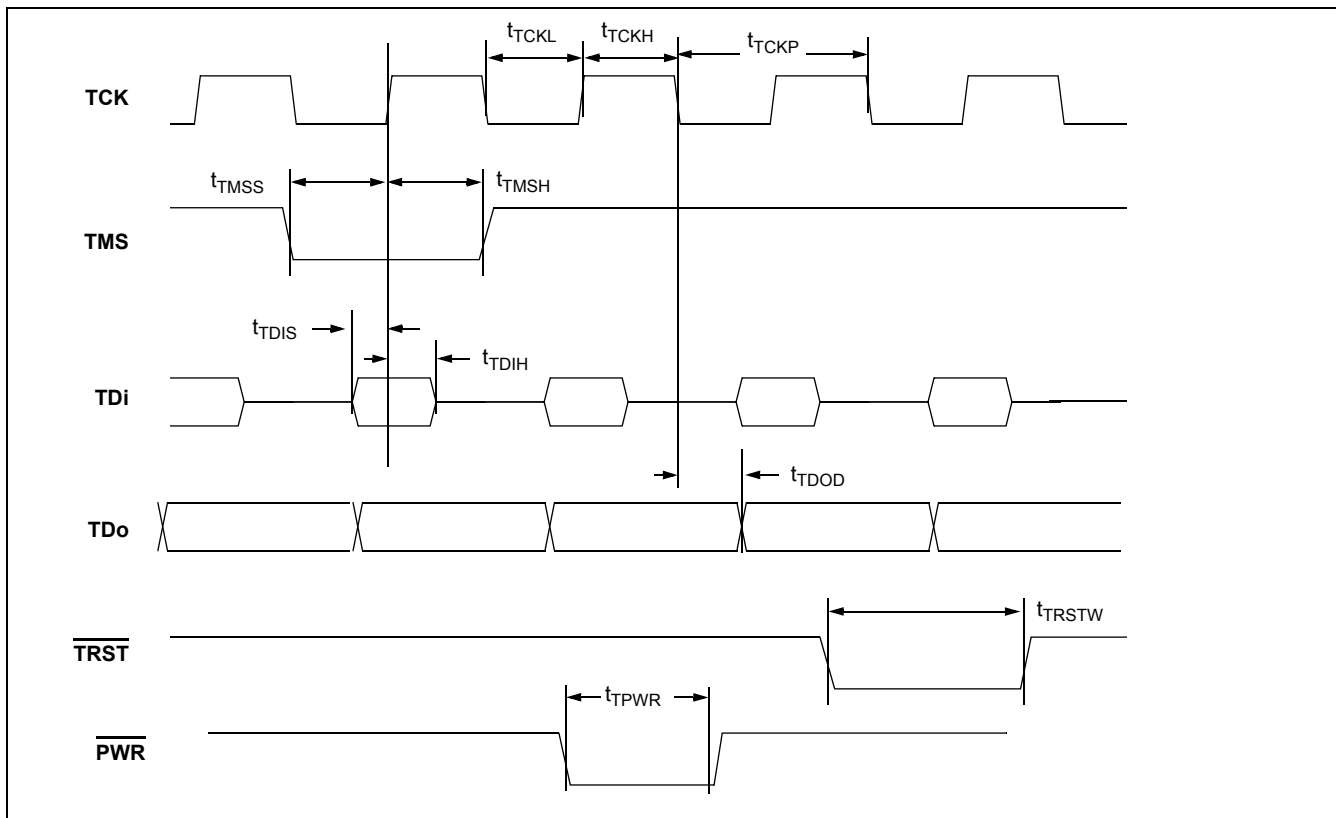 tTCKL tTCKH tTCKP
TCK
tTMSS tTMSH
TMS
tTDIS
tTDIH
TDi
tTDOD
TDo
tTRSTW
TRST
tTPWR
PWR